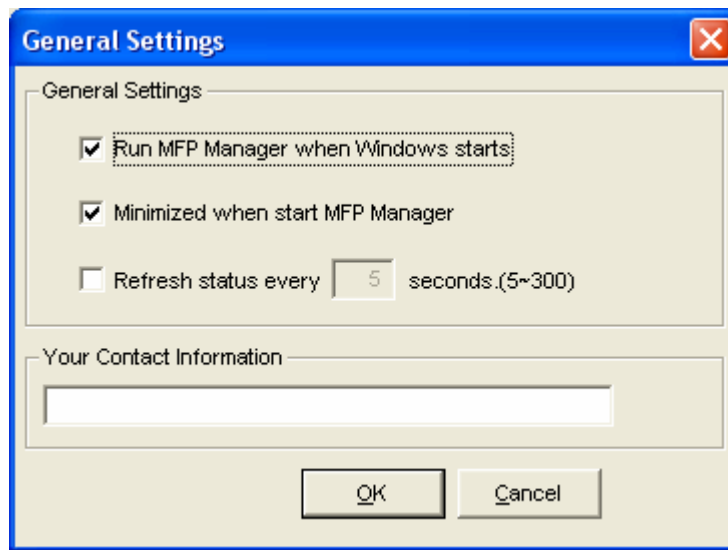 General Settings
General Settings
Run MFP Manager when Windows starts
Minimized when start MFP Manager
Refresh status every 5 seconds.(5~300)
Your Contact Information
OK Cancel